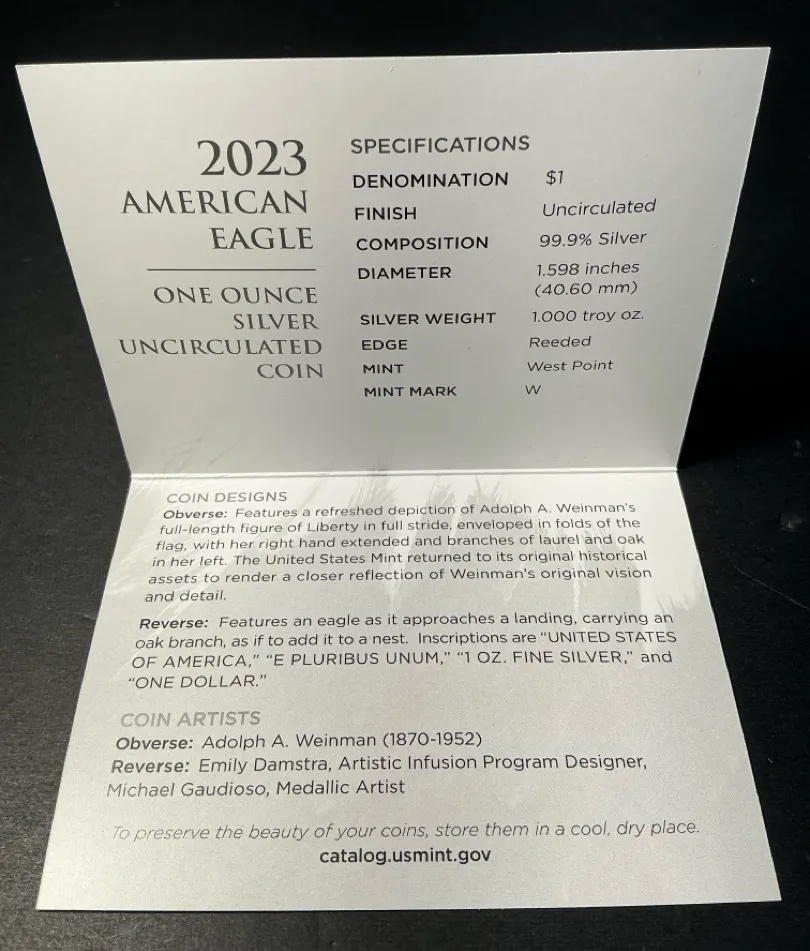 2023
AMERICAN
EAGLE
ONE OUNCE
SILVER
UNCIRCULATED
COIN
SPECIFICATIONS
DENOMINATION $1
FINISH Uncirculated
COMPOSITION 99.9% Silver
DIAMETER 1.598 inches
(40.60 mm)
SILVER WEIGHT 1.000 troy oz.
EDGE Reeded
MINT West Point
MINT MARK W
COIN DESIGNS
Obverse: Features a refreshed depiction of Adolph A. Weinman's
full-length figure of Liberty in full stride, enveloped in folds of the
flag, with her right hand extended and branches of laurel and oak
in her left. The United States Mint returned to its original historical
assets to render a closer reflection of Weinman's original vision
and detail.
Reverse: Features an eagle as it approaches a landing, carrying an
oak branch, as if to add it to a nest. Inscriptions are “UNITED STATES
OF AMERICA,” “E PLURIBUS UNUM,” “1 OZ. FINE SILVER,” and
“ONE DOLLAR.”
COIN ARTISTS
Obverse: Adolph A. Weinman (1870-1952)
Reverse: Emily Damstra, Artistic Infusion Program Designer,
Michael Gaudioso, Medallic Artist
To preserve the beauty of your coins, store them in a cool, dry place.
catalog.usmint.gov